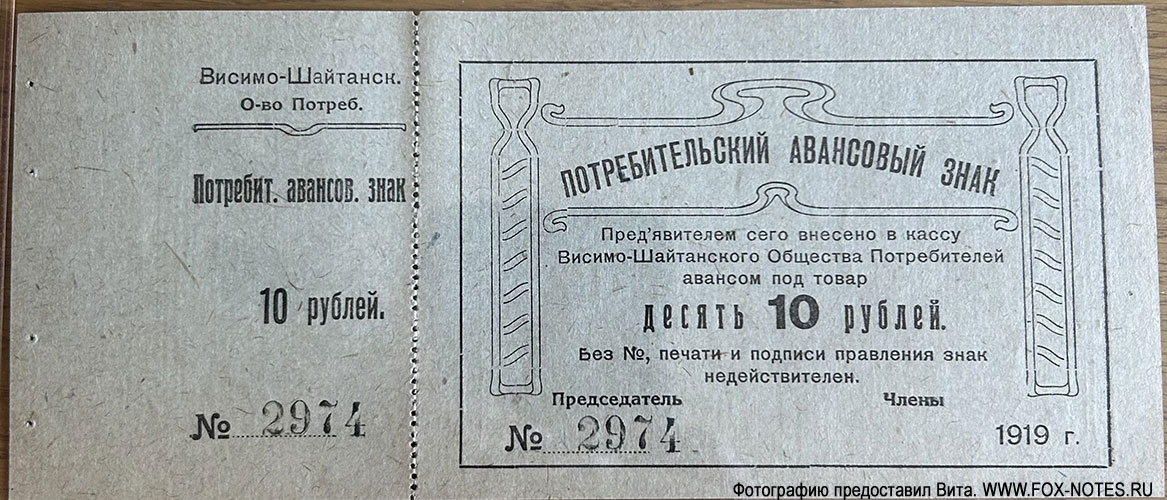 Висимо-Шайтанск.
О-во Потреб.
Потребит. авансов. знак
10 рублей.
№ 2974
ПОТРЕБИТЕЛЬСКИЙ АВАНСОВЫЙ ЗНАК
Пред'явителем сего внесено в кассу
Висимо-Шайтанского Общества Потребителей
авансом под товар
десять 10 рублей.
Без №, печати и подписи правления знак
недействителен.
Председатель Члены
№ 2974 1919 г.
Фотографию предоставил Вита. WWW.FOX-NOTES.RU